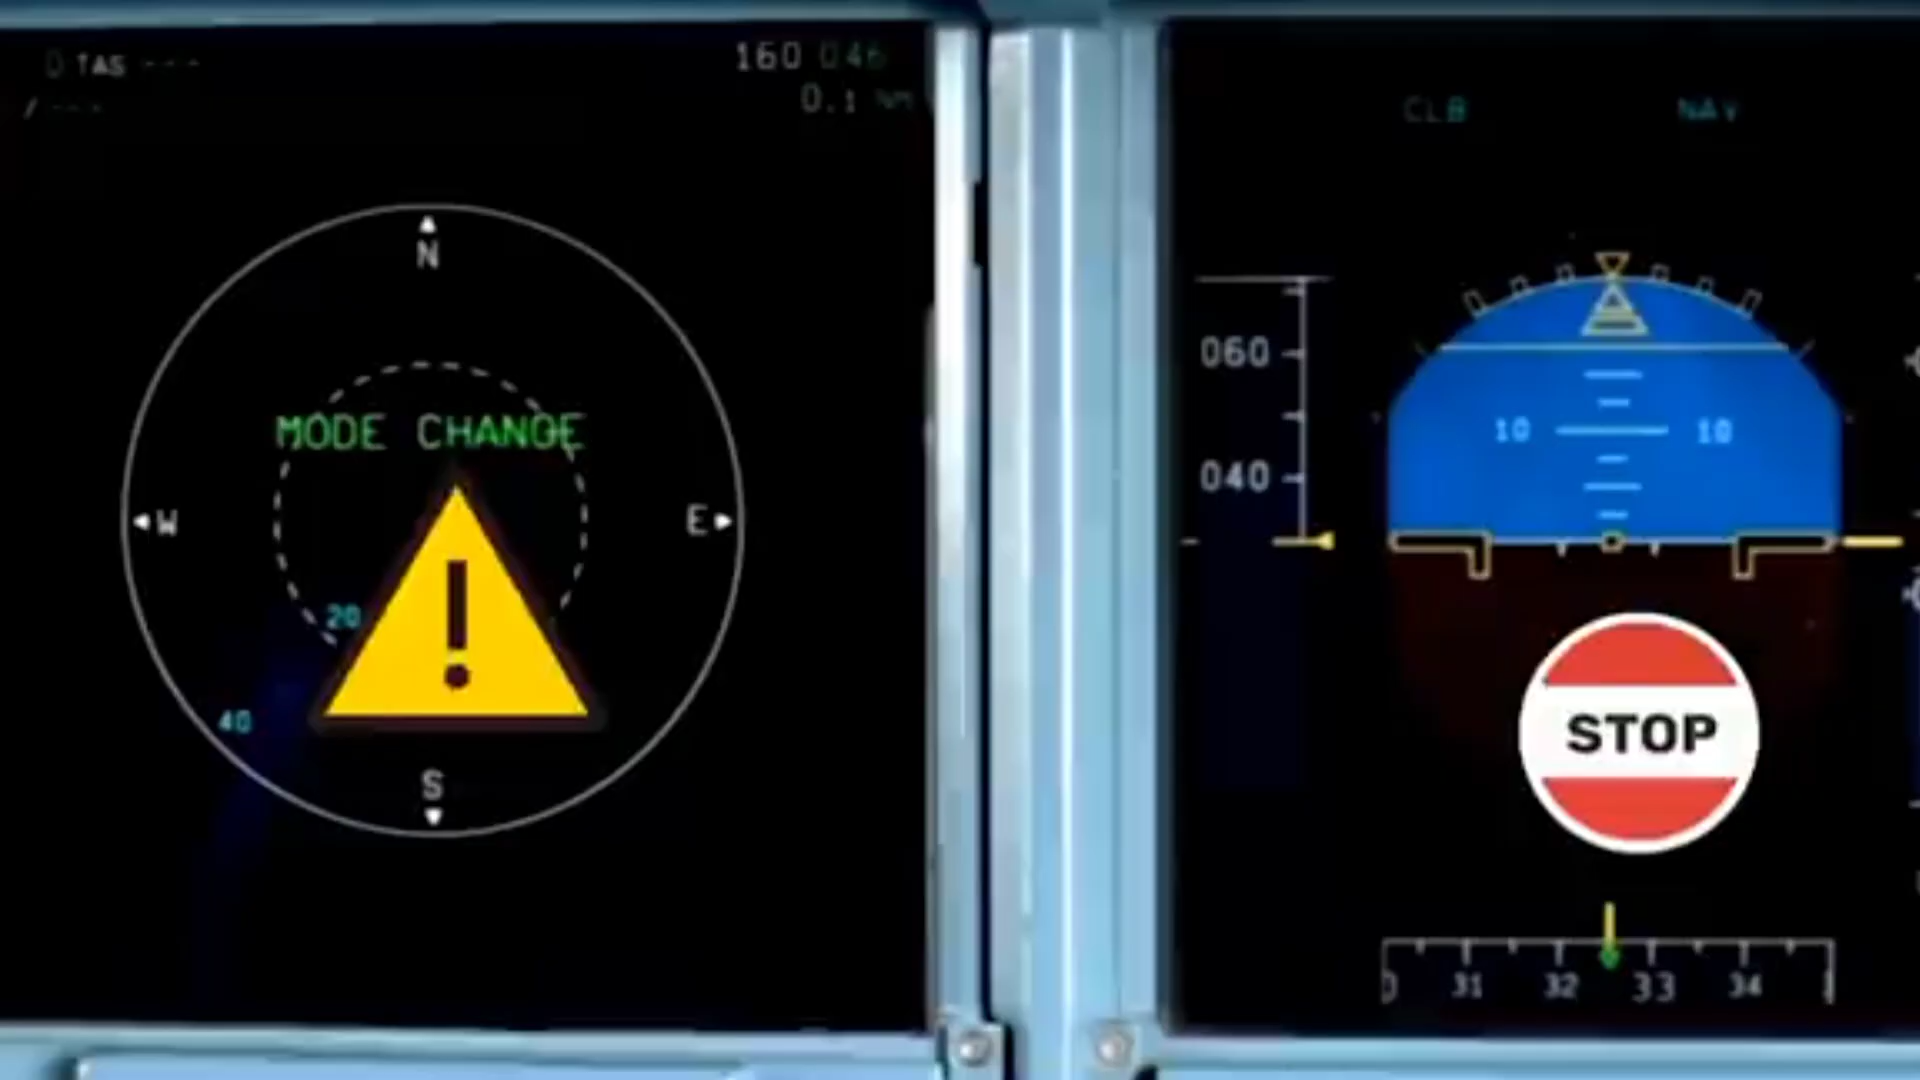 TAS ---
/---
160 046
0.1 NM
N
MODE CHANGE
W
E
20
40
S
CLB NAV
060
10 10
040
STOP
31 32 33 34